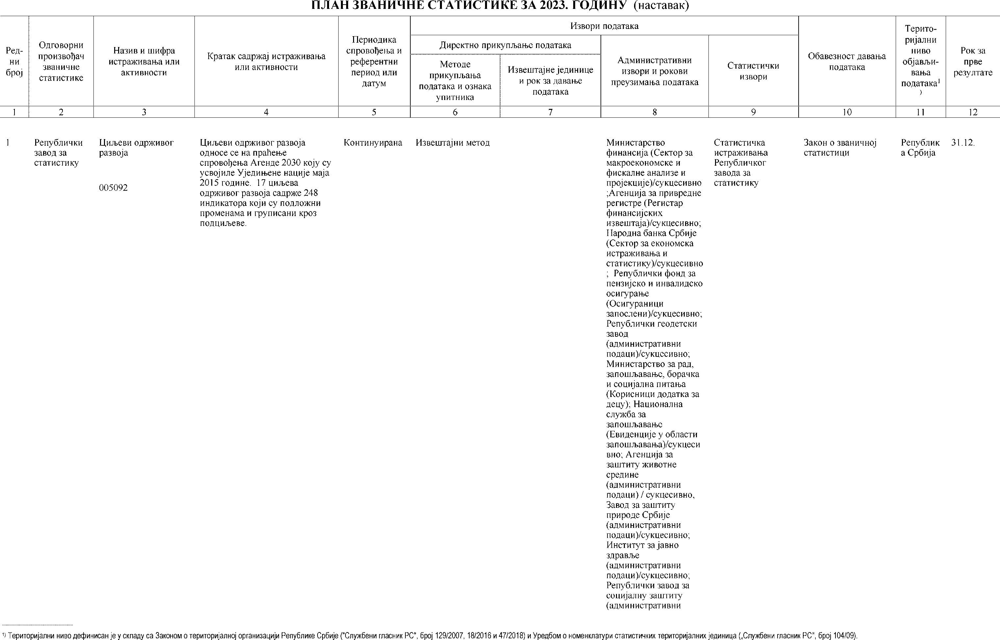 ПЛАН ЗВАНИЧНЕ СТАТИСТИКЕ ЗА 2023. ГОДИНУ (наставак)
Ред-
ни
број
Одговорни
произвођач
званичне
статистике
Назив и шифра
истраживања или
активности
Кратак садржај истраживања
или активности
Периодика
спровођења и
референтни
период или
датум
Извори података
Директно прикупљање података
Методе
прикупљања
података и ознака
упитника
Извештајне јединице
и рок за давање
података
Административни
извори и рокови
преузимања података
Статистички
извори
Обавезност давања
података
Терито-
ријални
ниво
објављи-
вања
података¹
)
Рок за
прве
резултате
1 2 3 4 5 6 7 8 9 10 11 12
1
Републички
завод за
статистику
Циљеви одрживог
развоја
005092
Циљеви одрживог развоја
односе се на праћење
спровођења Агенде 2030 коју су
усвојиле Уједињене нације маја
2015 године. 17 циљева
одрживог развоја садрже 248
индикатора који су подложни
променама и груписани кроз
подциљеве.
Континуирана
Извештајни метод
Министарство
финансија (Сектор за
макроекономске и
фискалне анализе и
пројекције)/сукцесивно
;Агенција за привредне
регистре (Регистар
финансијских
извештаја)/сукцесивно;
Народна банка Србије
(Сектор за економска
истраживања и
статистику)/сукцесивно
; Републички фонд за
пензијско и инвалидско
осигурање
(Осигураници
запослени)/сукцесивно;
Републички геодетски
завод
(административни
подаци)/сукцесивно;
Министарство за рад,
запошљавање, борачка
и социјална питања
(Корисници додатка за
децу); Национална
служба за
запошљавање
(Евиденције у области
запошљавања)/сукцеси
вно; Агенција за
заштиту животне
средине
(административни
подаци) / сукцесивно,
Завод за заштиту
природе Србије
(административни
подаци)/сукцесивно;
Институт за јавно
здравље
(административни
подаци)/сукцесивно;
Републички завод за
социјалну заштиту
(административни
Статистичка
истраживања
Републичког
завода за
статистику
Закон о званичној
статистици
Републик
а Србија
31.12.
¹⁾ Територијални ниво дефинисан је у складу са Законом о територијалној организацији Републике Србије ("Службени гласник РС", број 129/2007, 18/2016 и 47/2018) и Уредбом о номенклатури статистичких територијалних јединица („Службени гласник РС", број 104/09).